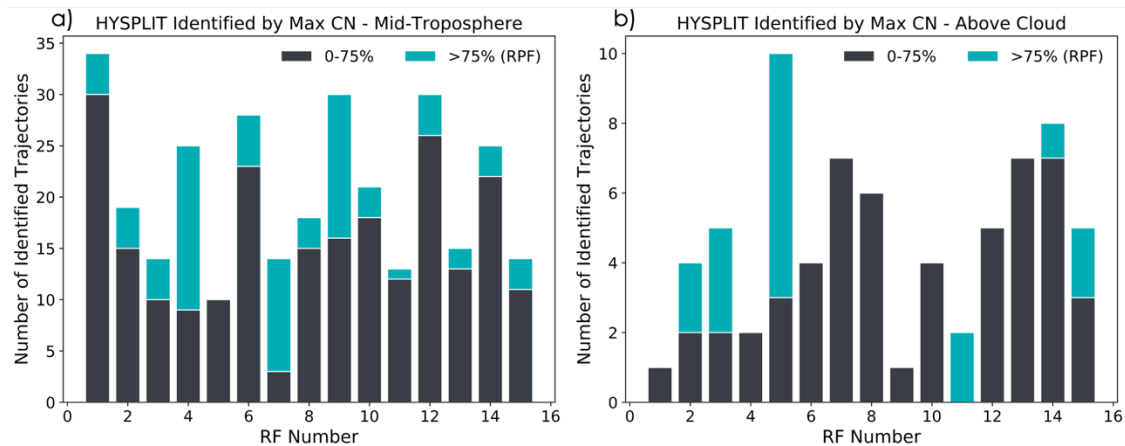 a) HYSPLIT Identified by Max CN - Mid-Troposphere
0-75% >75% (RPF)
Number of Identified Trajectories
35
30
25
20
15
10
5
0
0 2 4 6 8 10 12 14 16
RF Number
b) HYSPLIT Identified by Max CN - Above Cloud
0-75% >75% (RPF)
Number of Identified Trajectories
10
8
6
4
2
0
0 2 4 6 8 10 12 14 16
RF Number